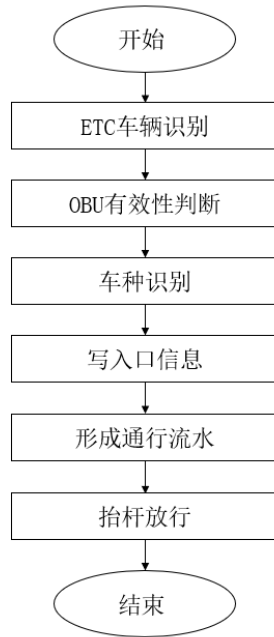 开始
ETC车辆识别
OBU有效性判断
车种识别
写入口信息
形成通行流水
抬杆放行
结束